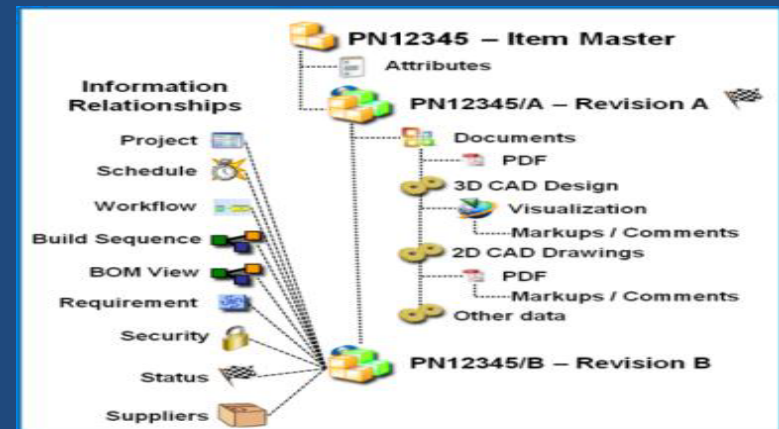 PN12345 – Item Master
Attributes
Information
Relationships
PN12345/A – Revision A
Project
Documents
PDF
Schedule
3D CAD Design
Workflow
Visualization
Markups / Comments
Build Sequence
2D CAD Drawings
BOM View
PDF
Requirement
Markups / Comments
Other data
Security
PN12345/B – Revision B
Status
Suppliers